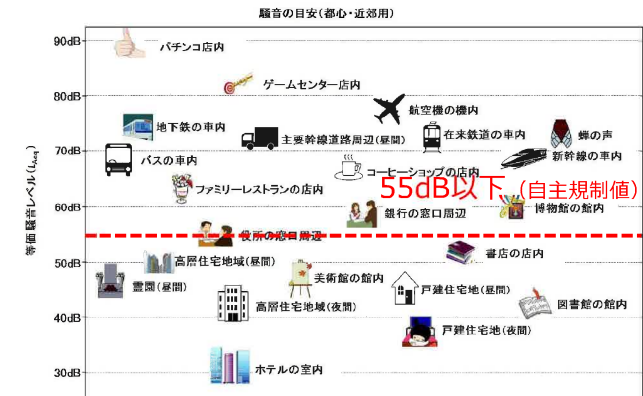 騒音の目安(都心・近郊用)
90dB
パチンコ店内
ゲームセンター店内
80dB
航空機の機内
地下鉄の車内
主要幹線道路周辺(昼間)
在来鉄道の車内
蝉の声
70dB
バスの車内
新幹線の車内
コーヒーショップの店内
ファミリーレストランの店内
55dB以下(自主規制値)
60dB
銀行の窓口周辺
博物館の館内
役所の窓口周辺
書店の店内
50dB
高層住宅地域(昼間)
美術館の館内
霊園(昼間)
戸建住宅地(昼間)
高層住宅地域(夜間)
図書館の館内
40dB
戸建住宅地(夜間)
30dB
ホテルの室内
等価騒音レベル(LAeq)